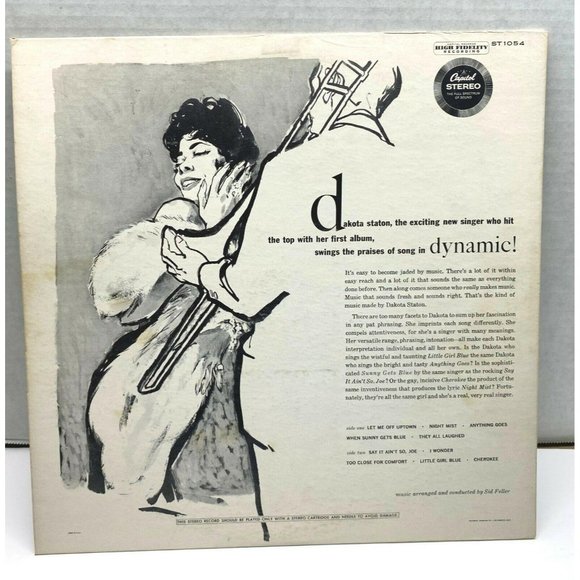 HIGH FIDELITY
RECORDING
ST 1054
Capitol
STEREO
THE FULL SPECTRUM
OF SOUND
dakota staton, the exciting new singer who hit
the top with her first album,
swings the praises of song in dynamic!
It's easy to become jaded by music. There's a lot of it within
easy reach and a lot of it that sounds the same as everything
done before. Then along comes someone who really makes music.
Music that sounds fresh and sounds right. That's the kind of
music made by Dakota Staton.
There are too many facets to Dakota to sum up her fascination
in any pat phrasing. She imprints each song differently. She
compels attentiveness, for she's a singer with many meanings.
Her versatile range, phrasing, intonation—all make each Dakota
interpretation individual and all her own. Is the Dakota who
sings the wistful and taunting Little Girl Blue the same Dakota
who sings the bright and tasty Anything Goes? Is the sophisti-
cated Sunny Gets Blue by the same singer as the rocking Say
It Ain't So, Joe? Or the gay, incisive Cherokee the product of the
same inventiveness that produces the lyric Night Mist? Fortu-
nately, they're all the same girl and she's a real, very real singer.
side one LET ME OFF UPTOWN · NIGHT MIST · ANYTHING GOES
WHEN SUNNY GETS BLUE · THEY ALL LAUGHED
side two SAY IT AIN'T SO, JOE · I WONDER
TOO CLOSE FOR COMFORT · LITTLE GIRL BLUE · CHEROKEE
music arranged and conducted by Sid Feller
THIS STEREO RECORD SHOULD BE PLAYED ONLY WITH A STEREO CARTRIDGE AND NEEDLE TO AVOID DAMAGE